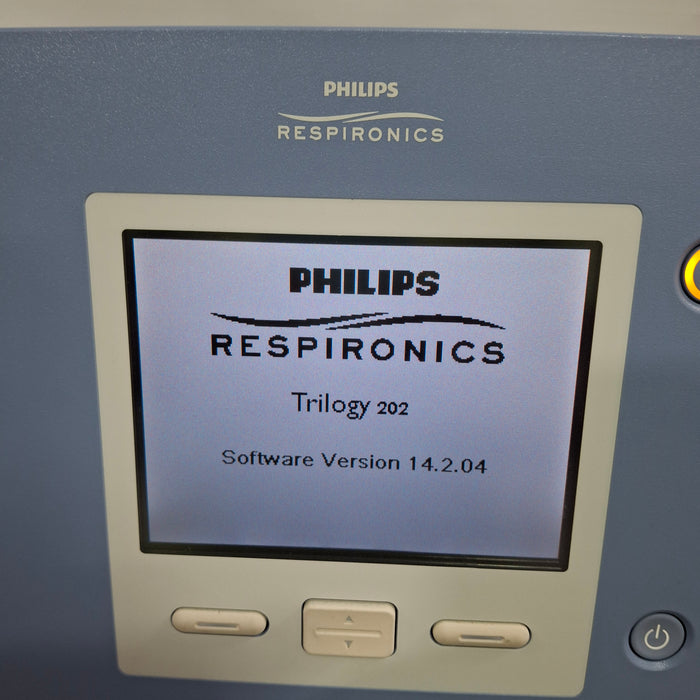 PHILIPS
RESPIRONICS
PHILIPS
RESPIRONICS
Trilogy 202
Software Version 14.2.04